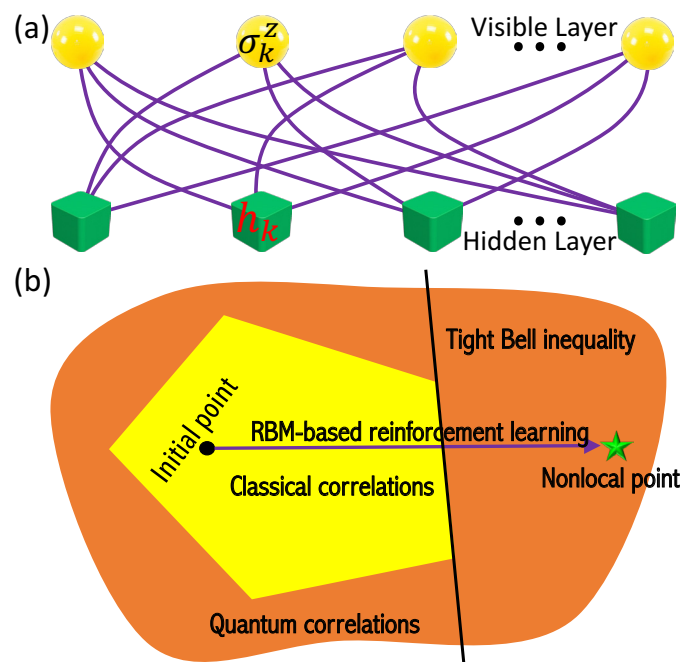 (a)
Visible Layer
σ_k^z
• • •
h_k
• • •
Hidden Layer
(b)
Tight Bell inequality
Initial point
RBM-based reinforcement learning
Classical correlations
Nonlocal point
Quantum correlations